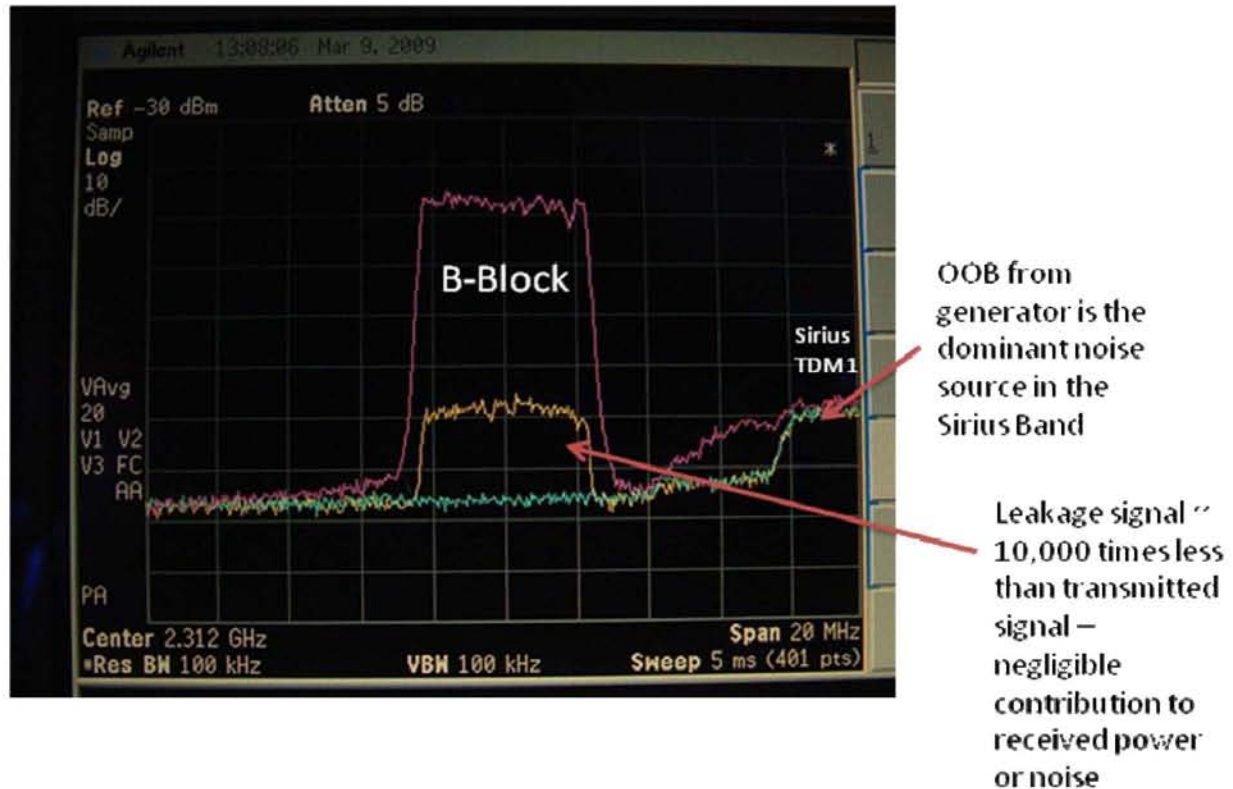 Agilent 13:08:06 Mar 9, 2009
Ref -30 dBm Atten 5 dB
Samp
Log
10
dB/
*
1
B-Block
Sirius
TDM1
VAvg
20
V1 V2
V3 FC
AA
PA
Center 2.312 GHz Span 20 MHz
*Res BW 100 kHz VBW 100 kHz Sweep 5 ms (401 pts)
OOB from
generator is the
dominant noise
source in the
Sirius Band
Leakage signal ~
10,000 times less
than transmitted
signal –
negligible
contribution to
received power
or noise